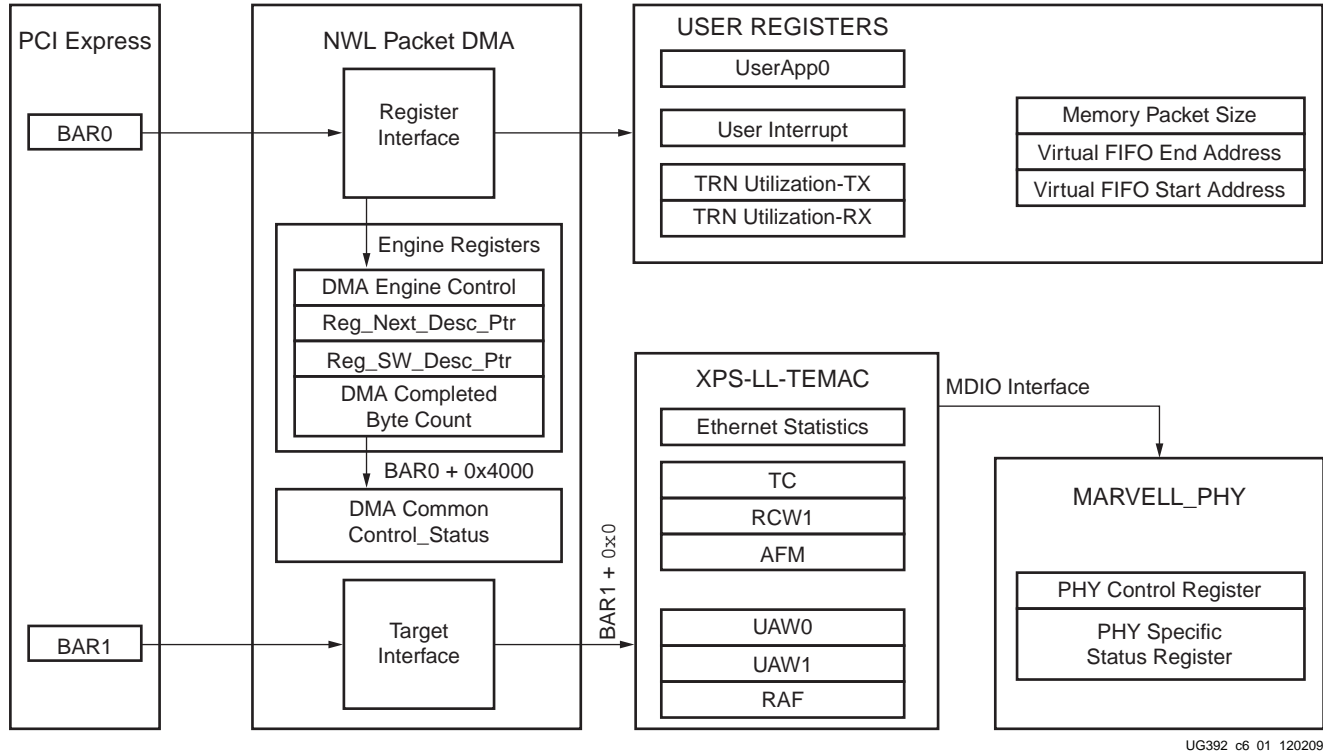 PCI Express
BAR0
BAR1
NWL Packet DMA
Register
Interface
Engine Registers
DMA Engine Control
Reg_Next_Desc_Ptr
Reg_SW_Desc_Ptr
DMA Completed
Byte Count
BAR0 + 0x4000
DMA Common
Control_Status
Target
Interface
BAR1 + 0x0
USER REGISTERS
UserApp0
User Interrupt
TRN Utilization-TX
TRN Utilization-RX
Memory Packet Size
Virtual FIFO End Address
Virtual FIFO Start Address
XPS-LL-TEMAC
Ethernet Statistics
TC
RCW1
AFM
UAW0
UAW1
RAF
MDIO Interface
MARVELL_PHY
PHY Control Register
PHY Specific
Status Register
UG392_c6_01_120209